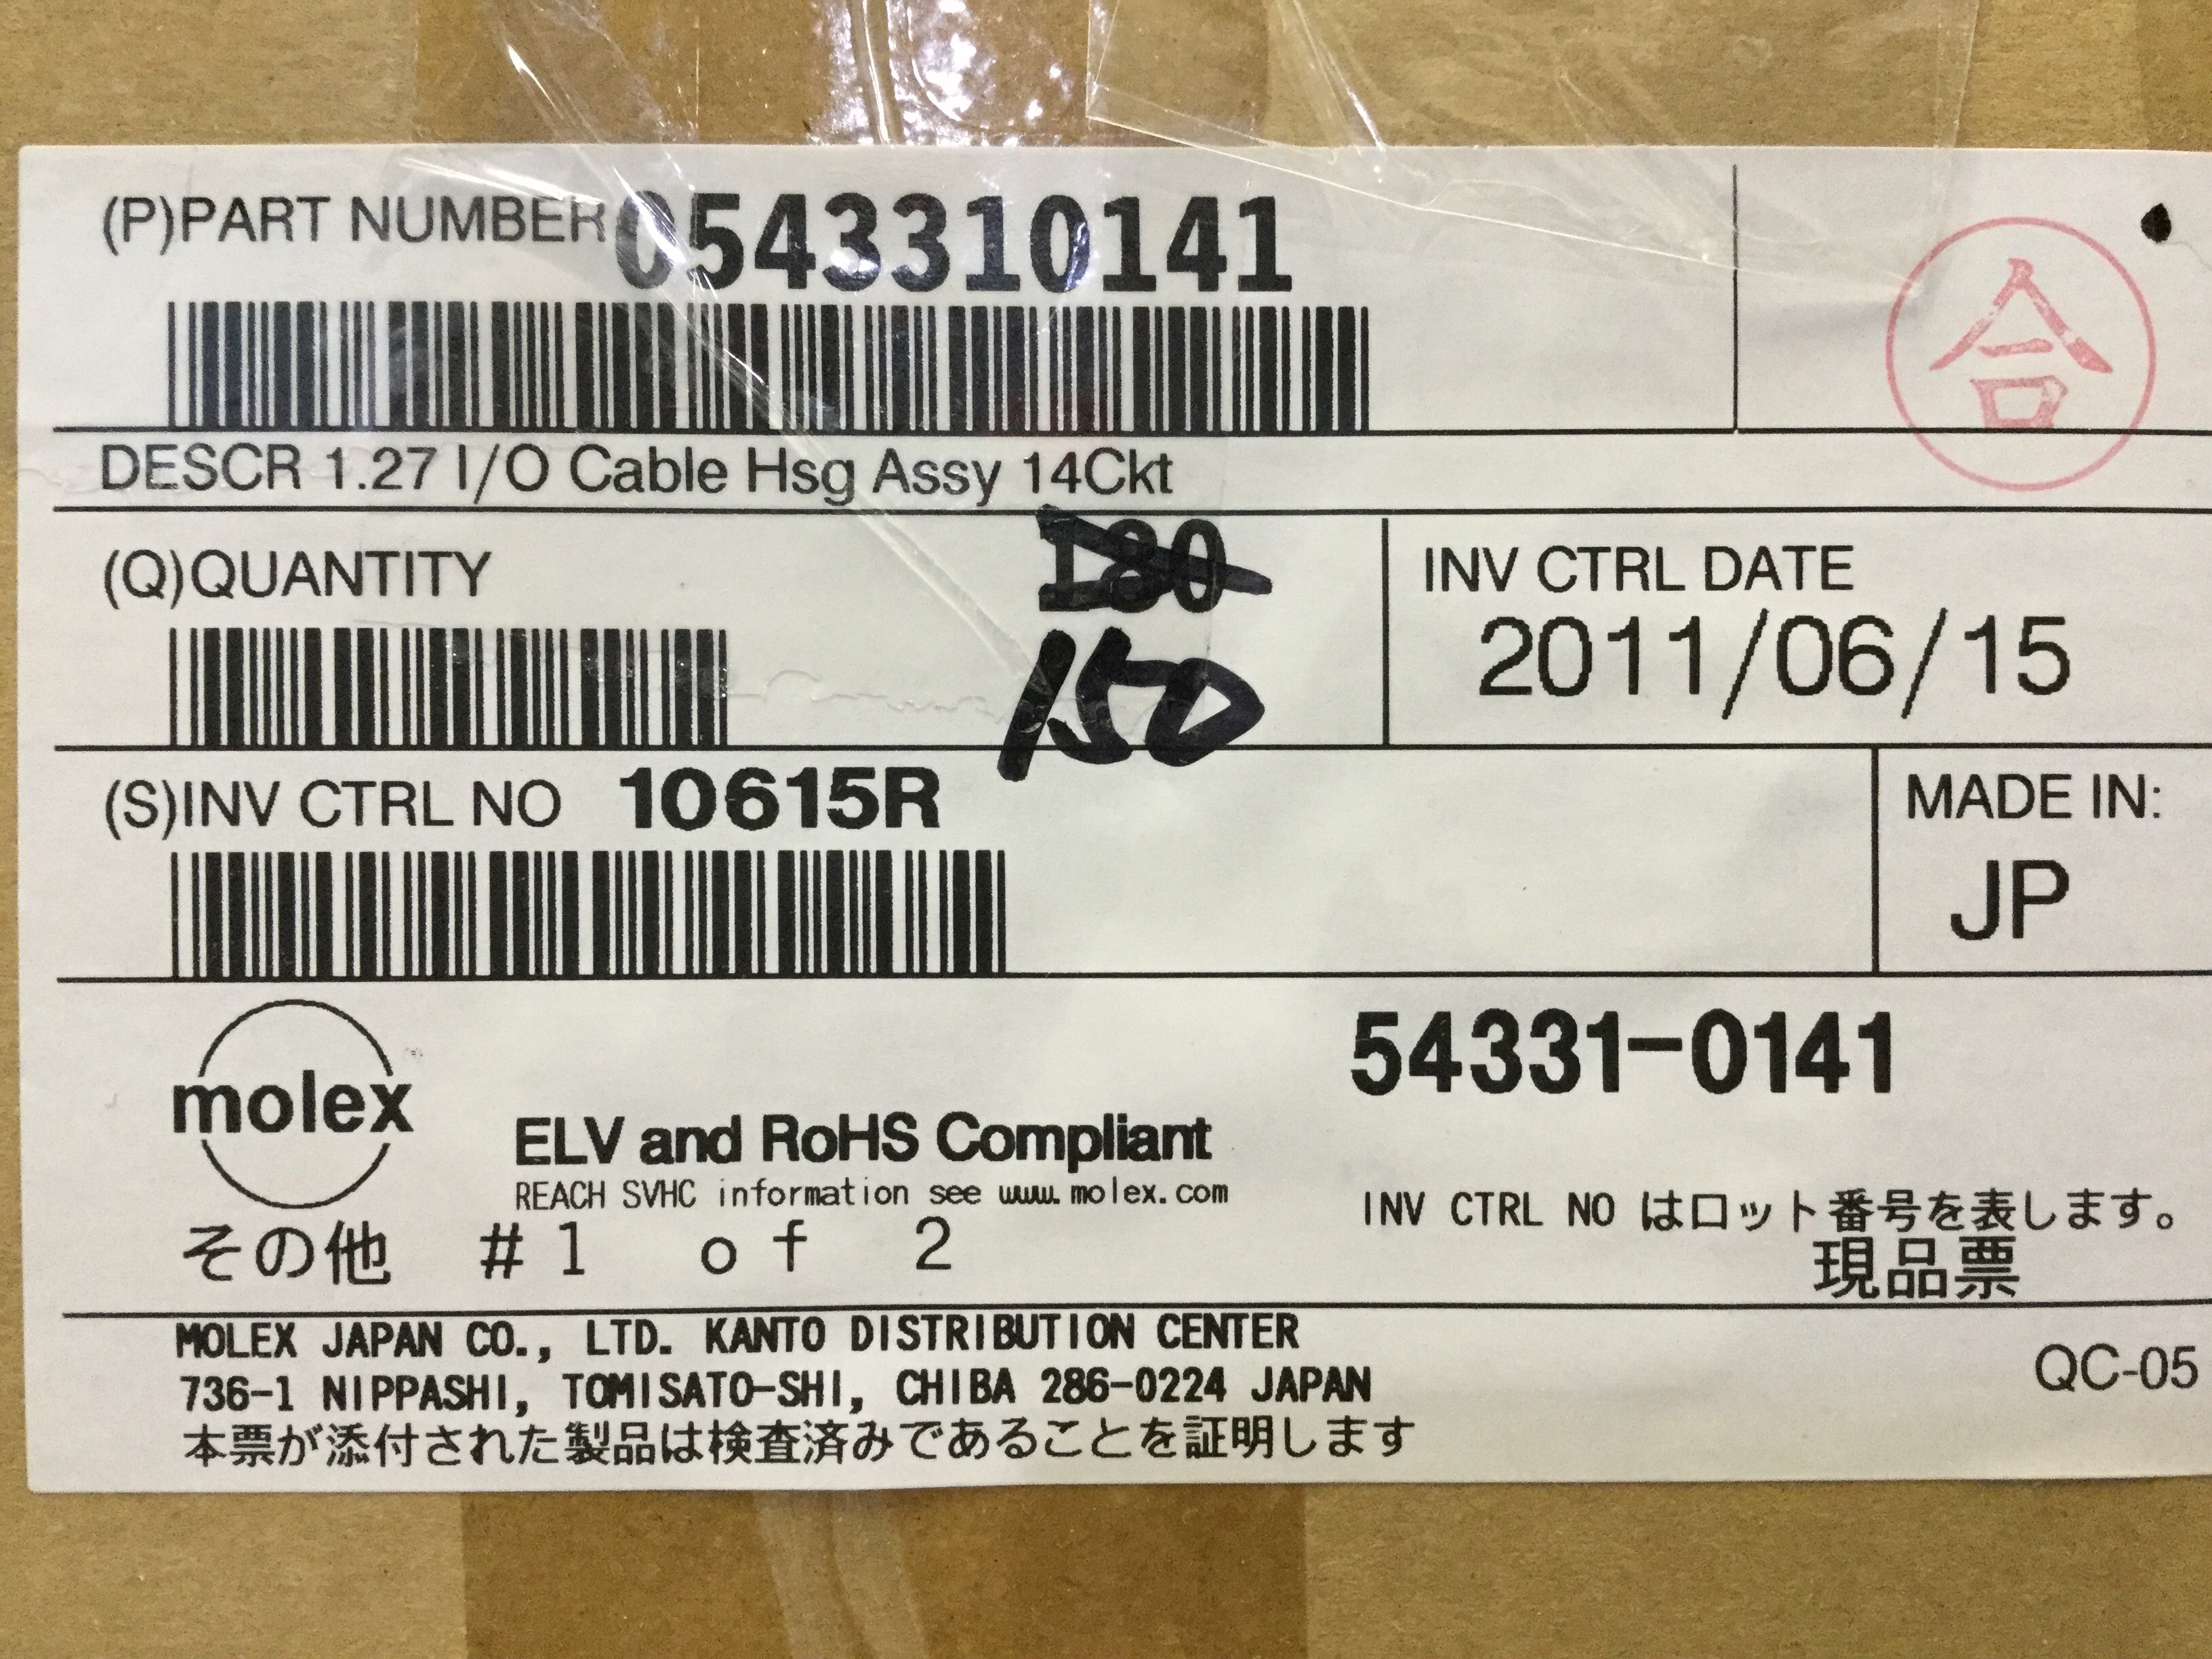 (P)PART NUMBER 0543310141
合
DESCR 1.27 I/O Cable Hsg Assy 14Ckt
(Q)QUANTITY 180
150
INV CTRL DATE
2011/06/15
(S)INV CTRL NO 10615R
MADE IN:
JP
molex
54331-0141
ELV and RoHS Compliant
REACH SVHC information see www.molex.com
INV CTRL NO はロット番号を表します。
その他 #1 of 2
現品票
MOLEX JAPAN CO., LTD. KANTO DISTRIBUTION CENTER
736-1 NIPPASHI, TOMISATO-SHI, CHIBA 286-0224 JAPAN
QC-05
本票が添付された製品は検査済みであることを証明します